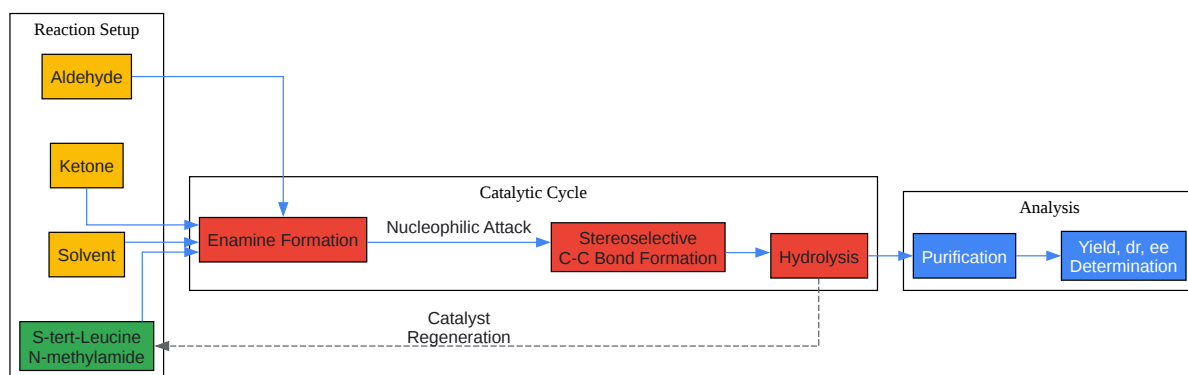 Reaction Setup
Aldehyde
Ketone
Solvent
S-tert-Leucine
N-methylamide
Catalytic Cycle
Enamine Formation
Nucleophilic Attack
Stereoselective
C-C Bond Formation
Hydrolysis
Catalyst
Regeneration
Analysis
Purification
Yield, dr, ee
Determination